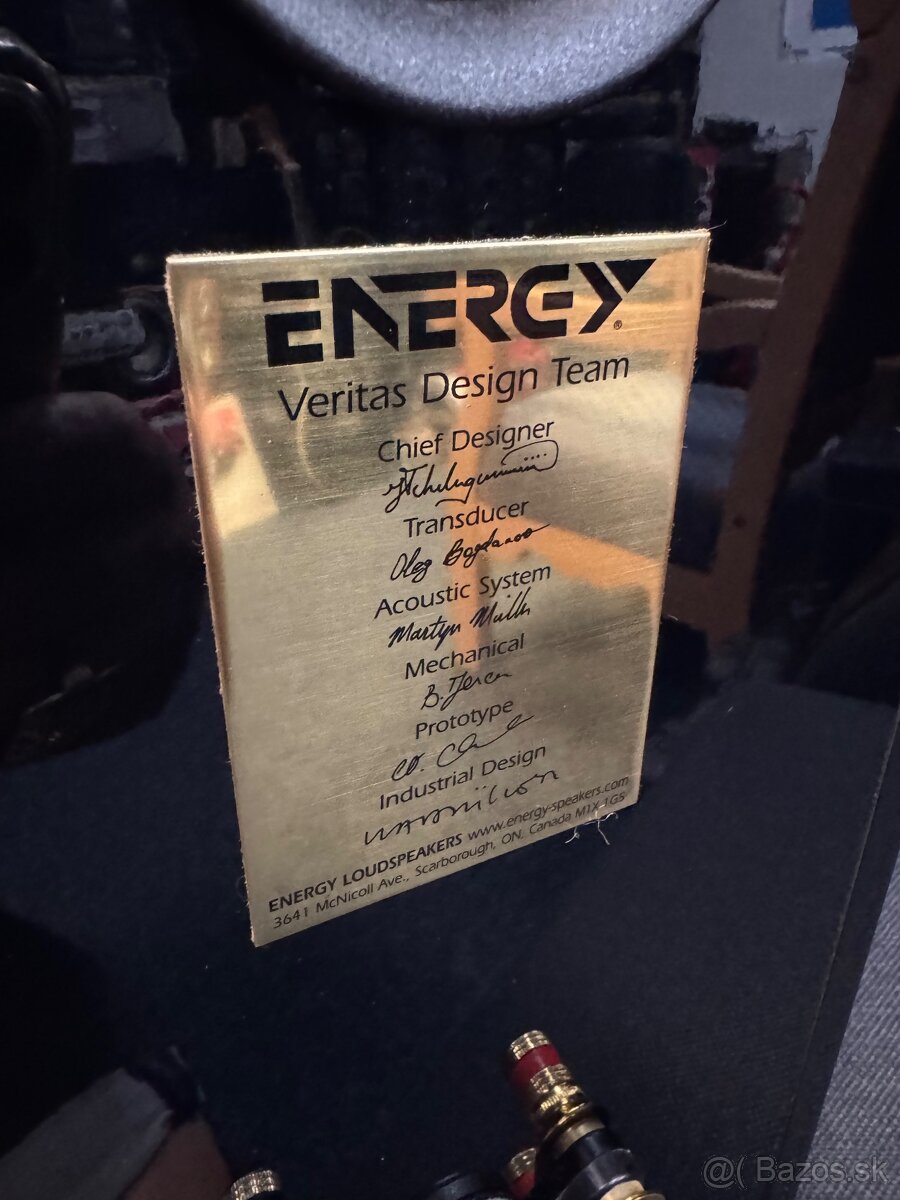 ENERGY®
Veritas Design Team
Chief Designer
Transducer
Oleg Bogdanov
Acoustic System
Martyn Miller
Mechanical
Prototype
Industrial Design
ENERGY LOUDSPEAKERS www.energy-speakers.com
3641 McNicoll Ave., Scarborough, ON, Canada M1X 1G5
@( Bazos.sk